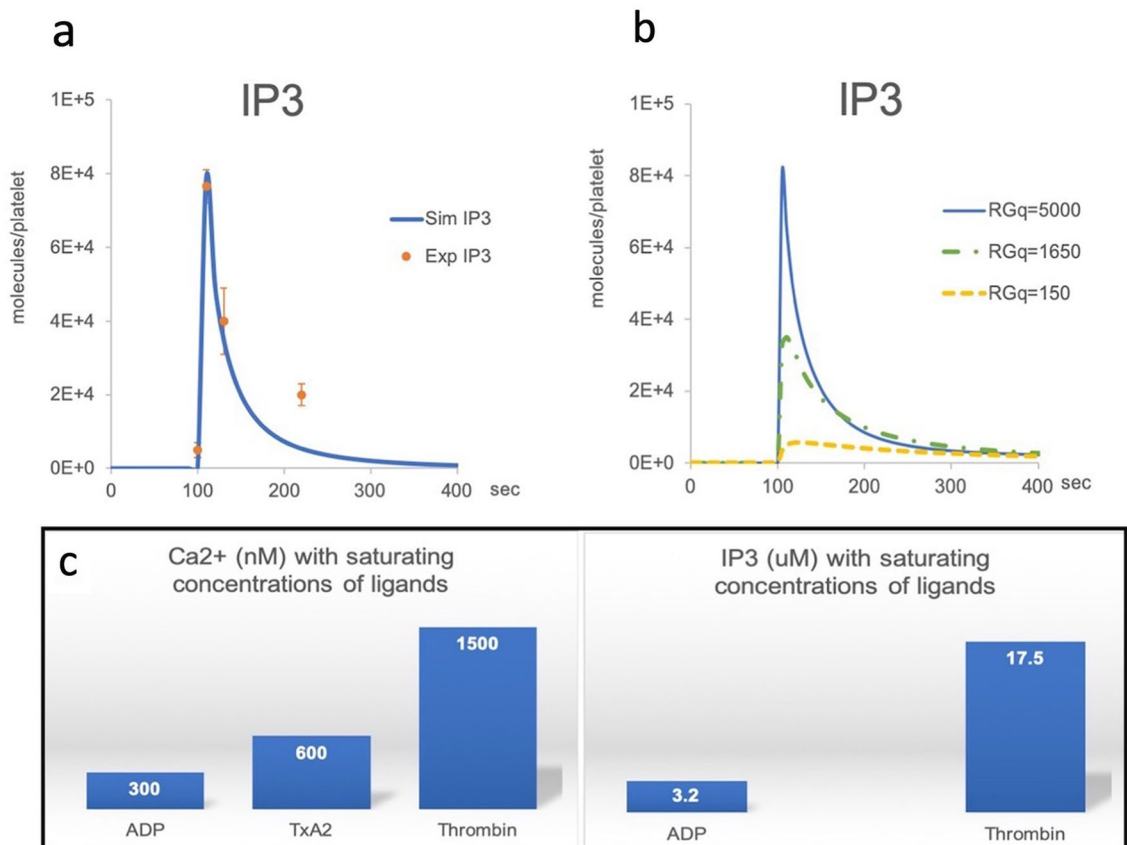 a
IP3
molecules/platelet
1E+5
8E+4
6E+4
4E+4
2E+4
0E+0
0
100
200
300
400
sec
Sim IP3
Exp IP3
b
IP3
molecules/platelet
1E+5
8E+4
6E+4
4E+4
2E+4
0E+0
0
100
200
300
400
sec
RGq=5000
RGq=1650
RGq=150
c
Ca2+ (nM) with saturating
concentrations of ligands
300
600
1500
ADP
TxA2
Thrombin
IP3 (uM) with saturating
concentrations of ligands
3.2
17.5
ADP
Thrombin